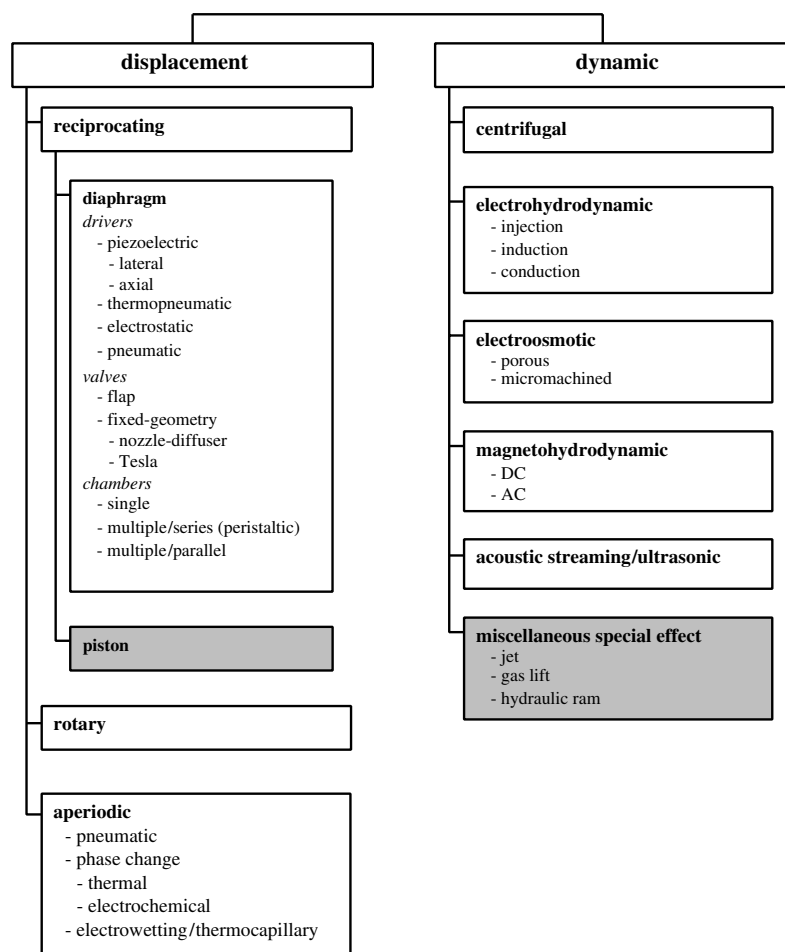 displacement
reciprocating
diaphragm
drivers
- piezoelectric
- lateral
- axial
- thermopneumatic
- electrostatic
- pneumatic
valves
- flap
- fixed-geometry
- nozzle-diffuser
- Tesla
chambers
- single
- multiple/series (peristaltic)
- multiple/parallel
piston
rotary
aperiodic
- pneumatic
- phase change
- thermal
- electrochemical
- electrowetting/thermocapillary
dynamic
centrifugal
electrohydrodynamic
- injection
- induction
- conduction
electroosmotic
- porous
- micromachined
magnetohydrodynamic
- DC
- AC
acoustic streaming/ultrasonic
miscellaneous special effect
- jet
- gas lift
- hydraulic ram